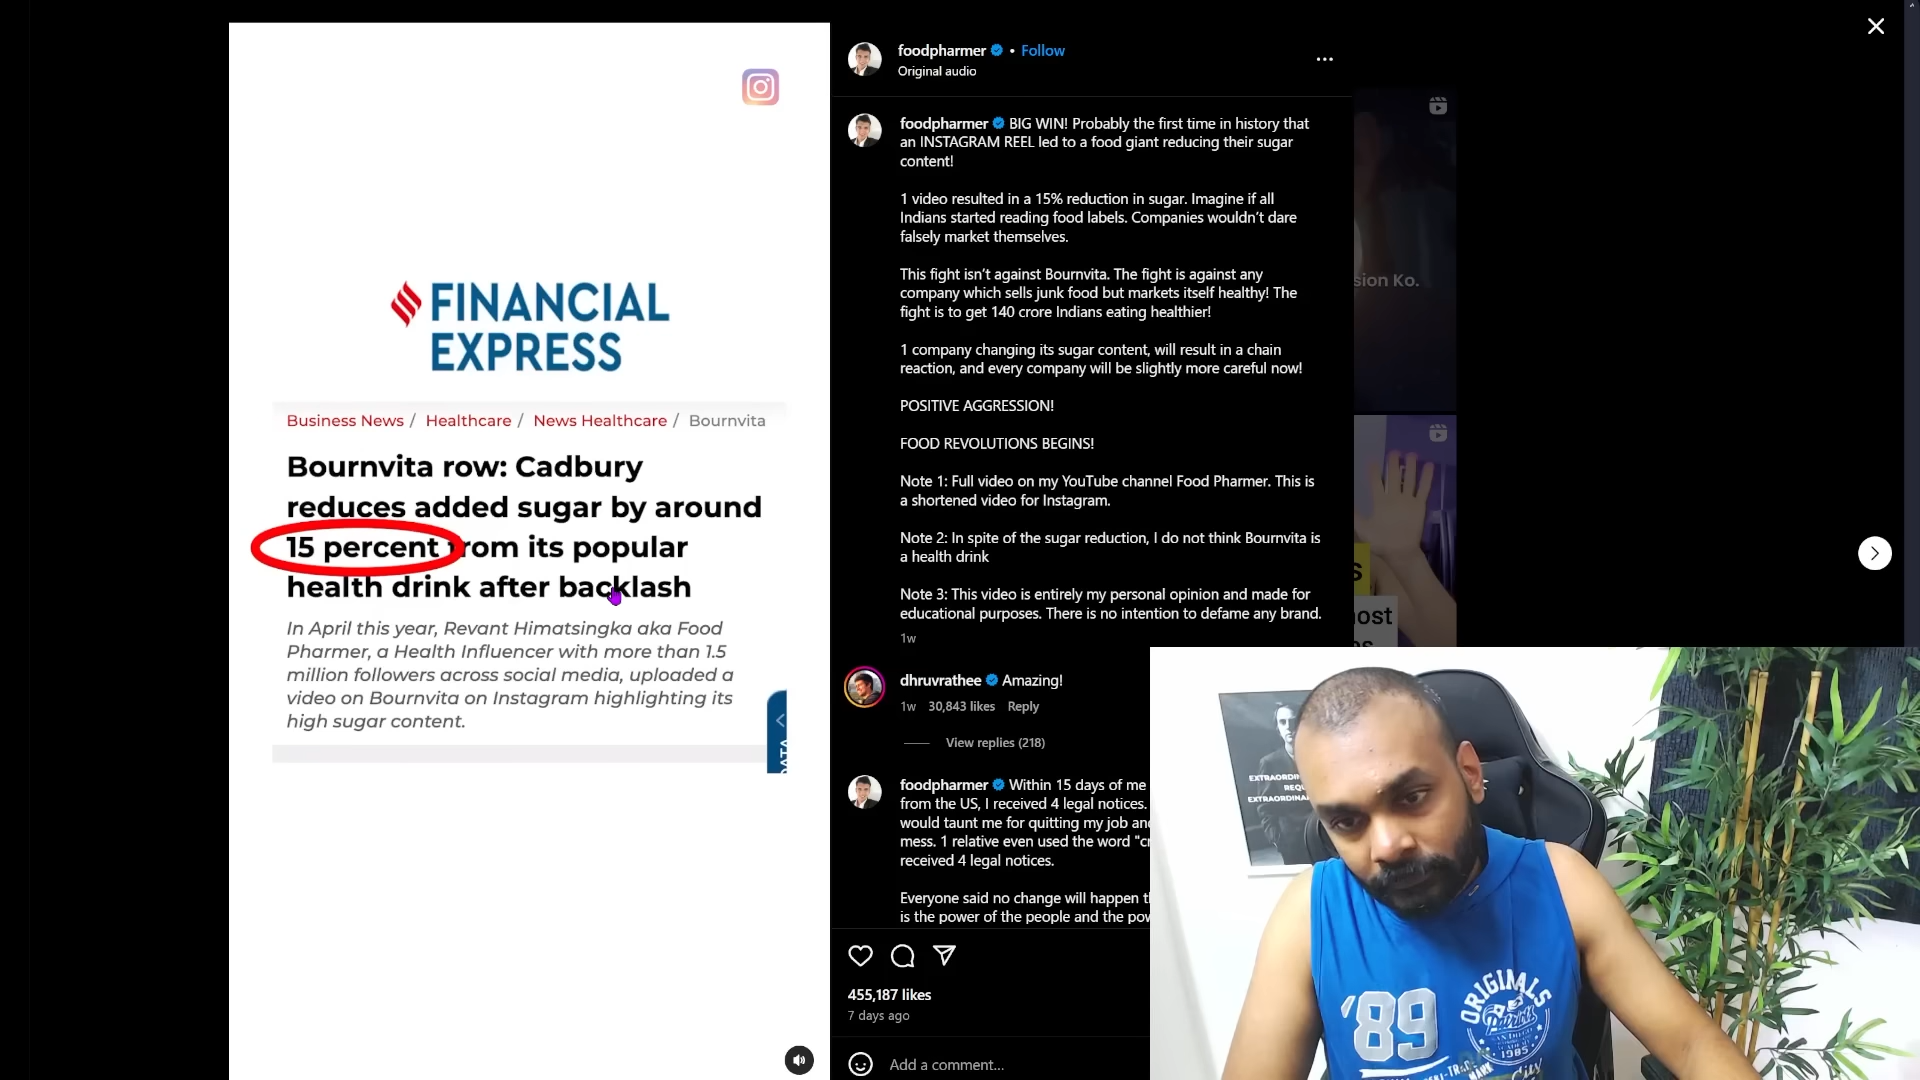 FINANCIAL
EXPRESS
Business News / Healthcare / News Healthcare / Bournvita
Bournvita row: Cadbury
reduces added sugar by around
15 percent from its popular
health drink after backlash
In April this year, Revant Himatsingka aka Food
Pharmer, a Health Influencer with more than 1.5
million followers across social media, uploaded a
video on Bournvita on Instagram highlighting its
high sugar content.
DATA
foodpharmer • Follow
Original audio
foodpharmer BIG WIN! Probably the first time in history that
an INSTAGRAM REEL led to a food giant reducing their sugar
content!
1 video resulted in a 15% reduction in sugar. Imagine if all
Indians started reading food labels. Companies wouldn’t dare
falsely market themselves.
This fight isn’t against Bournvita. The fight is against any
company which sells junk food but markets itself healthy! The
fight is to get 140 crore Indians eating healthier!
1 company changing its sugar content, will result in a chain
reaction, and every company will be slightly more careful now!
POSITIVE AGGRESSION!
FOOD REVOLUTIONS BEGINS!
Note 1: Full video on my YouTube channel Food Pharmer. This is
a shortened video for Instagram.
Note 2: In spite of the sugar reduction, I do not think Bournvita is
a health drink
Note 3: This video is entirely my personal opinion and made for
educational purposes. There is no intention to defame any brand.
1w
dhruvrathee Amazing!
1w 30,843 likes Reply
View replies (218)
foodpharmer Within 15 days of me
from the US, I received 4 legal notices.
would taunt me for quitting my job and
mess. 1 relative even used the word "cr
received 4 legal notices.
Everyone said no change will happen th
is the power of the people and the pow
455,187 likes
7 days ago
Add a comment...
sion Ko.
ost
EXTRAORDIN
REQU
EXTRAORDINA
ORIGINALS
'89
1985